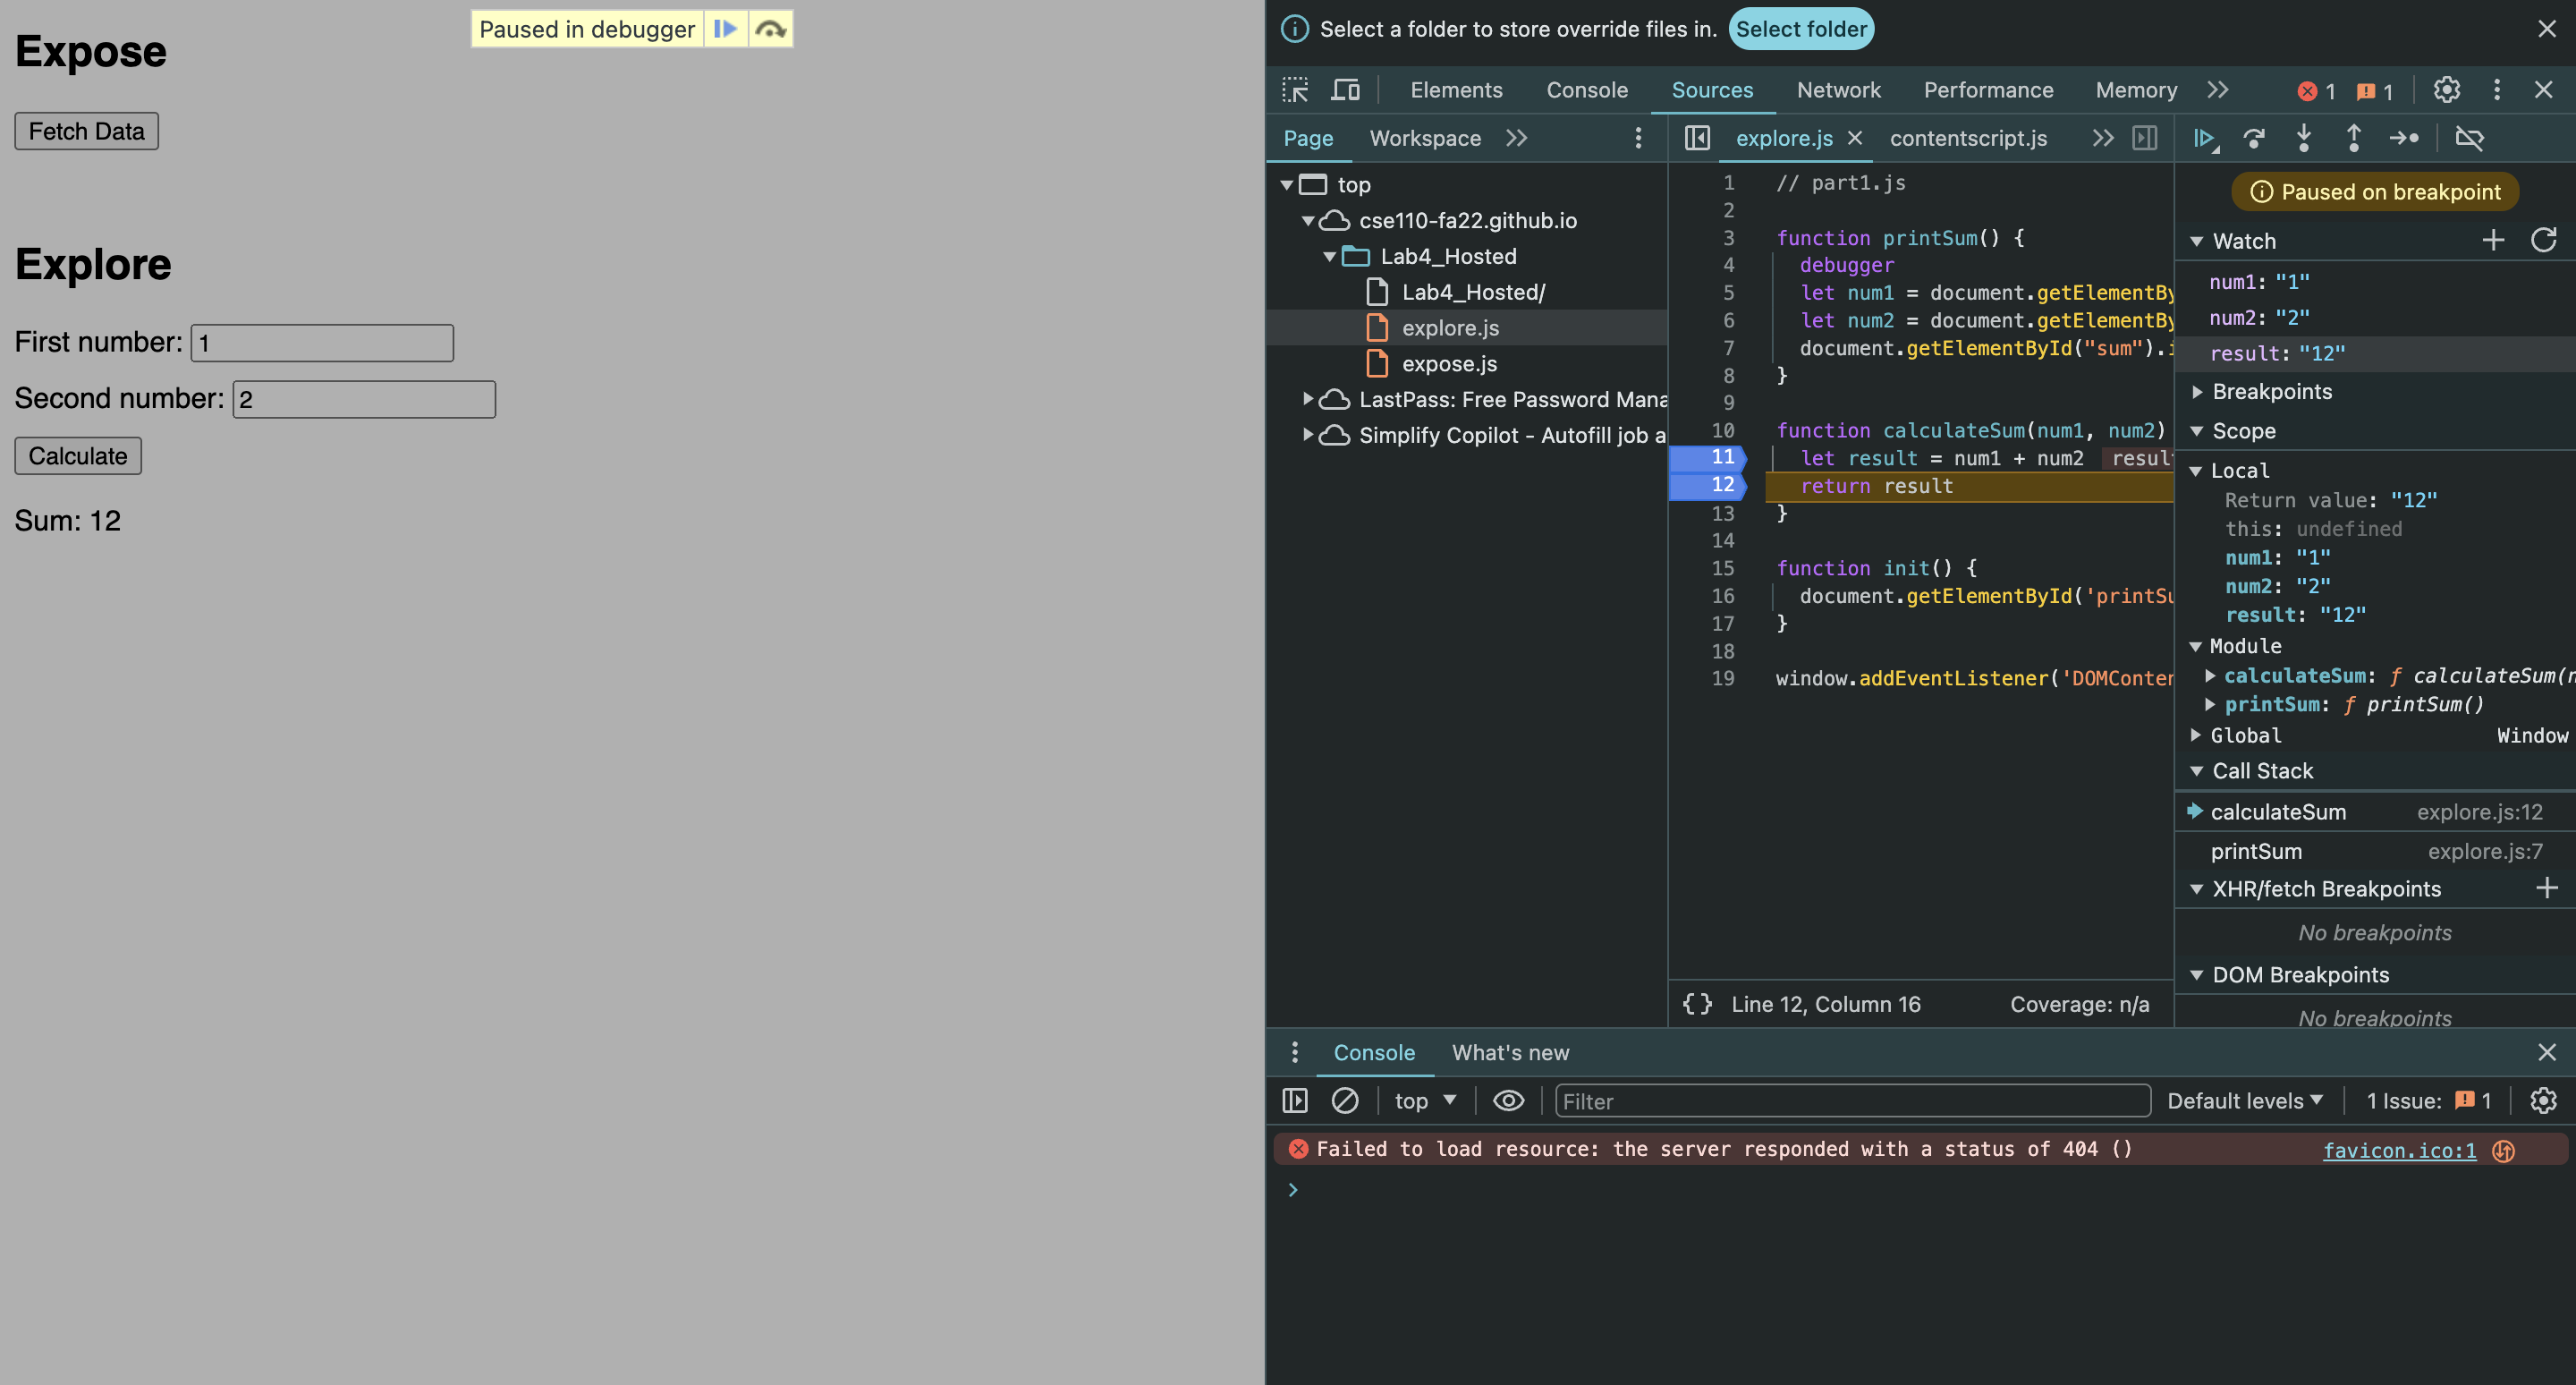 Paused in debugger
Expose
Fetch Data
Explore
First number: 1
Second number: 2
Calculate
Sum: 12
Select a folder to store override files in. Select folder
Elements Console Sources Network Performance Memory 1 1
Page Workspace
top
cse110-fa22.github.io
Lab4_Hosted
Lab4_Hosted/
explore.js
expose.js
LastPass: Free Password Mana
Simplify Copilot - Autofill job a
explore.js contentscript.js
1 // part1.js
2
3 function printSum() {
4 debugger
5 let num1 = document.getElementBy
6 let num2 = document.getElementBy
7 document.getElementById("sum").i
8 }
9
10 function calculateSum(num1, num2)
11 let result = num1 + num2 resul
12 return result
13 }
14
15 function init() {
16 document.getElementById('printSu
17 }
18
19 window.addEventListener('DOMConten
{} Line 12, Column 16 Coverage: n/a
Paused on breakpoint
Watch
num1: "1"
num2: "2"
result: "12"
Breakpoints
Scope
Local
Return value: "12"
this: undefined
num1: "1"
num2: "2"
result: "12"
Module
calculateSum: ƒ calculateSum(n
printSum: ƒ printSum()
Global Window
Call Stack
calculateSum explore.js:12
printSum explore.js:7
XHR/fetch Breakpoints
No breakpoints
DOM Breakpoints
No breakpoints
Console What's new
top Filter Default levels 1 Issue: 1
Failed to load resource: the server responded with a status of 404 () favicon.ico:1